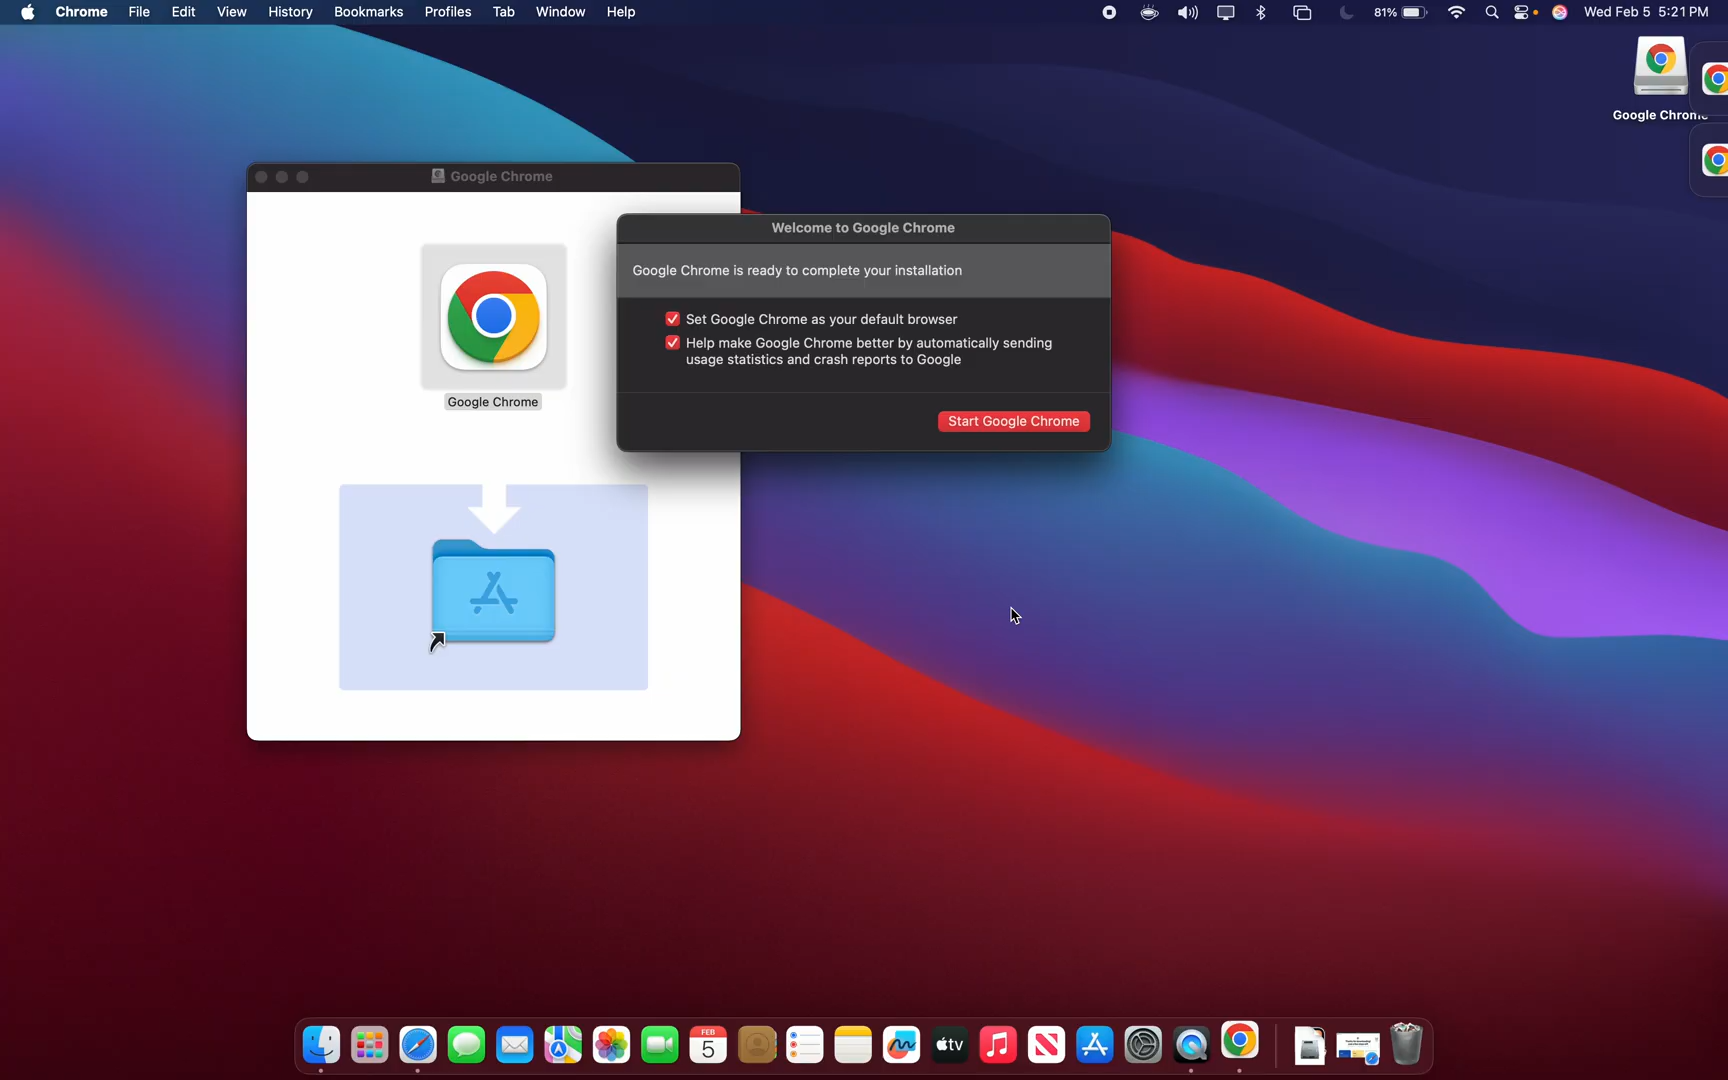 Chrome File Edit View History Bookmarks Profiles Tab Window Help 81% Wed Feb 5 5:21 PM
Google Chrome
Google Chrome
Welcome to Google Chrome
Google Chrome is ready to complete your installation
Set Google Chrome as your default browser
Help make Google Chrome better by automatically sending
usage statistics and crash reports to Google
Start Google Chrome
Google Chrome
FEB
5
tv